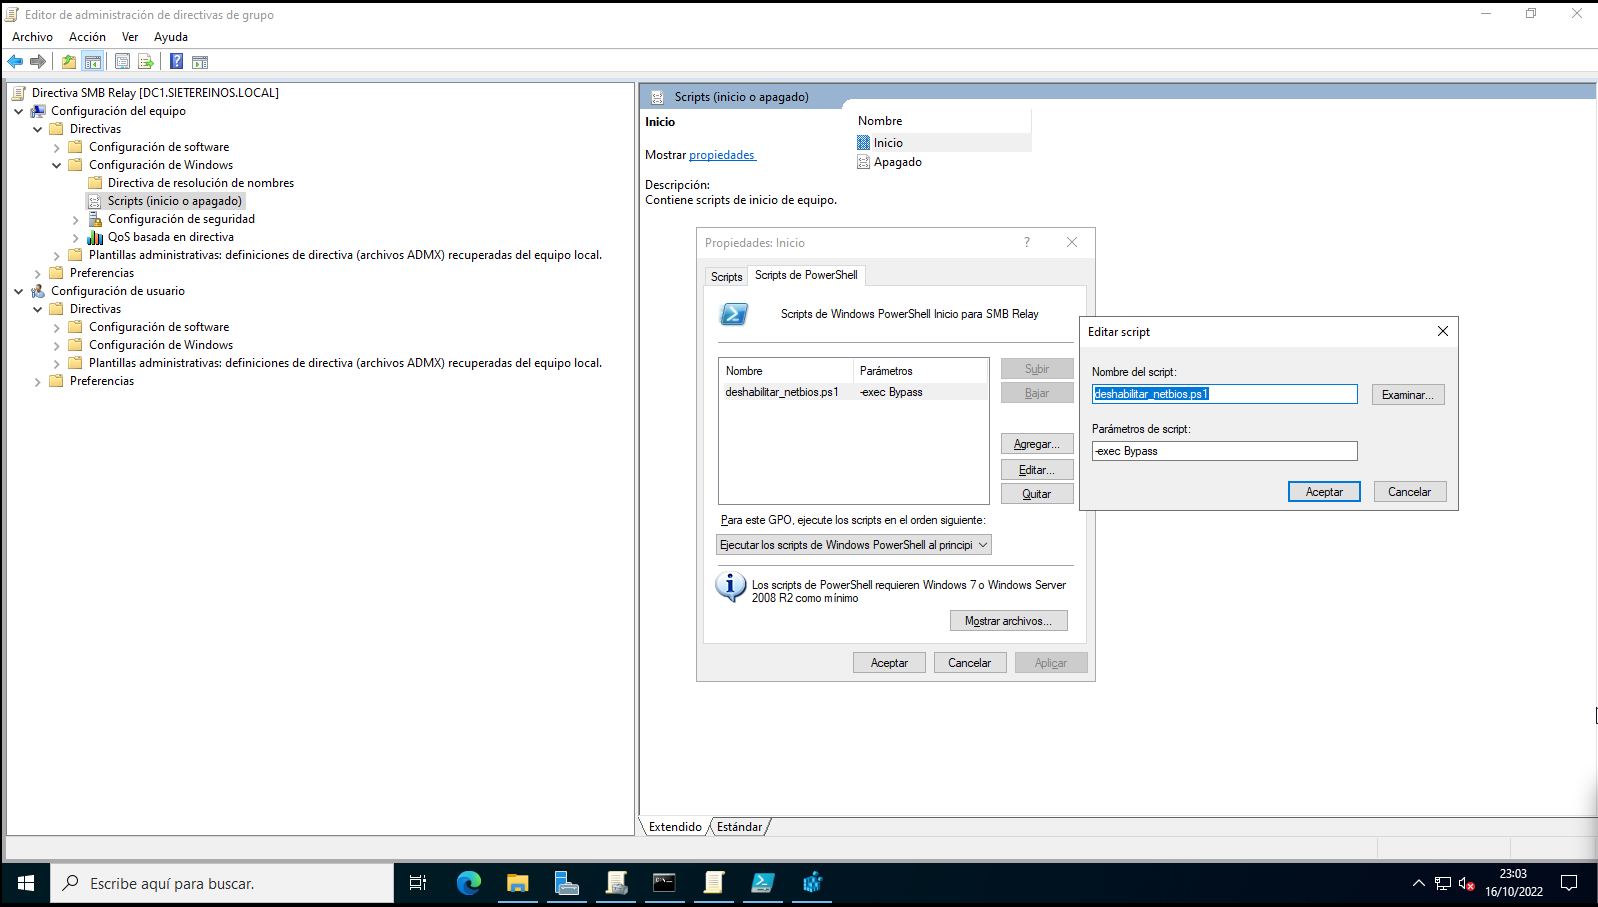 Editor de administración de directivas de grupo
Archivo Acción Ver Ayuda
Directiva SMB Relay [DC1.SIETEREINOS.LOCAL]
Configuración del equipo
Directivas
Configuración de software
Configuración de Windows
Directiva de resolución de nombres
Scripts (inicio o apagado)
Configuración de seguridad
QoS basada en directiva
Plantillas administrativas: definiciones de directiva (archivos ADMX) recuperadas del equipo local.
Preferencias
Configuración de usuario
Directivas
Configuración de software
Configuración de Windows
Plantillas administrativas: definiciones de directiva (archivos ADMX) recuperadas del equipo local.
Preferencias
Scripts (inicio o apagado)
Inicio
Mostrar propiedades
Descripción:
Contiene scripts de inicio de equipo.
Nombre
Inicio
Apagado
Propiedades: Inicio
?
Scripts Scripts de PowerShell
Scripts de Windows PowerShell Inicio para SMB Relay
Nombre Parámetros
deshabilitar_netbios.ps1 -exec Bypass
Subir
Bajar
Agregar...
Editar...
Quitar
Para este GPO, ejecute los scripts en el orden siguiente:
Ejecutar los scripts de Windows PowerShell al principi
Los scripts de PowerShell requieren Windows 7 o Windows Server
2008 R2 como mínimo
Mostrar archivos...
Aceptar Cancelar Aplicar
Editar script
Nombre del script:
deshabilitar_netbios.ps1 Examinar...
Parámetros de script:
-exec Bypass
Aceptar Cancelar
Extendido Estándar
Escribe aquí para buscar.
23:03
16/10/2022